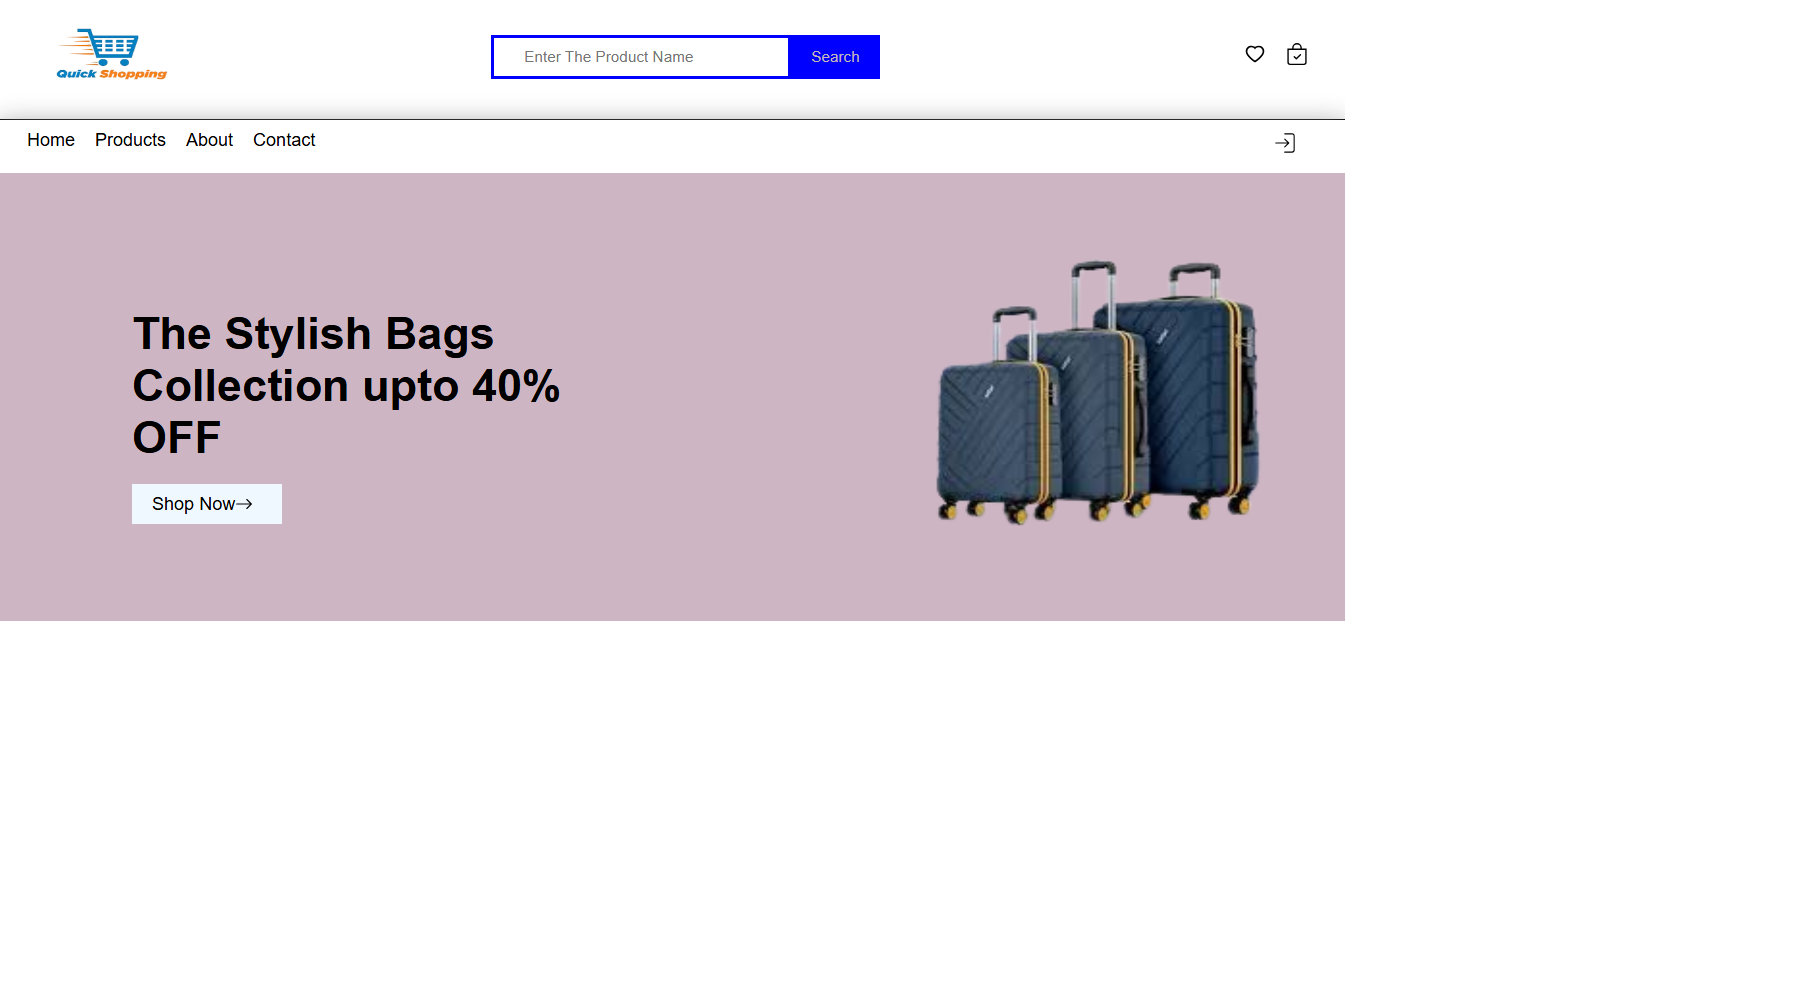 Quick Shopping
Enter The Product Name
Search
Home
Products
About
Contact
The Stylish Bags
Collection upto 40%
OFF
Shop Now